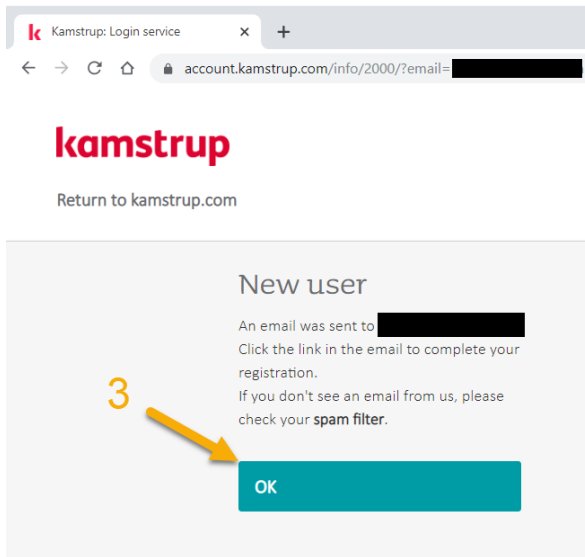 k Kamstrup: Login service
account.kamstrup.com/info/2000/?email=
kamstrup
Return to kamstrup.com
New user
An email was sent to
Click the link in the email to complete your
registration.
If you don't see an email from us, please
check your spam filter.
3
OK